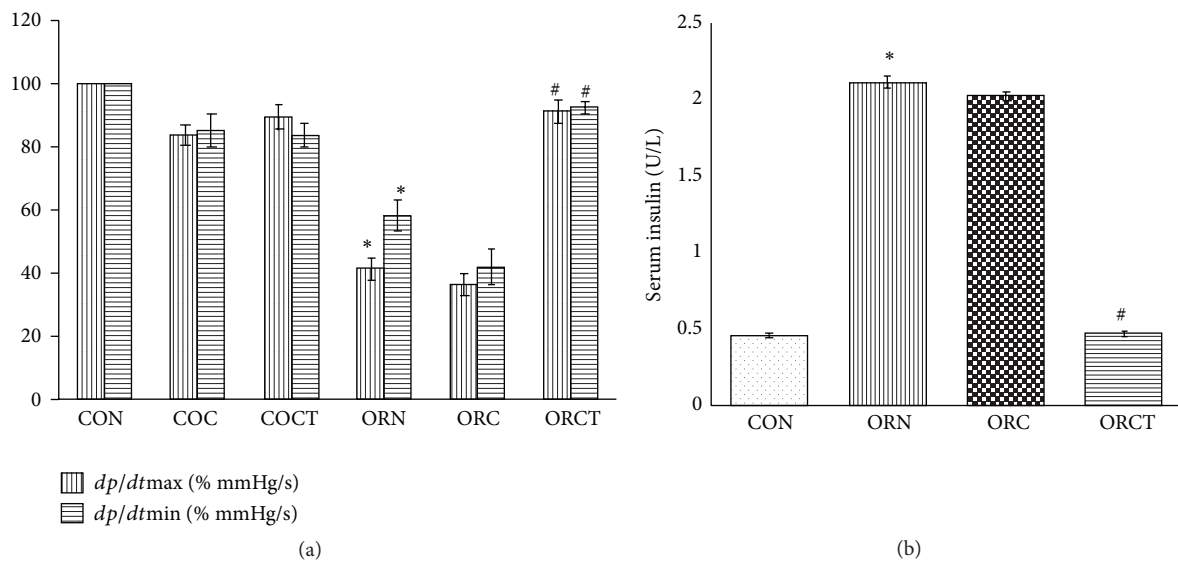 120
100
80
60
40
20
0
*
*
#
#
CON
COC
COCT
ORN
ORC
ORCT
dp/dtmax (% mmHg/s)
dp/dtmin (% mmHg/s)
(a)
Serum insulin (U/L)
2.5
2
1.5
1
0.5
0
*
#
CON
ORN
ORC
ORCT
(b)